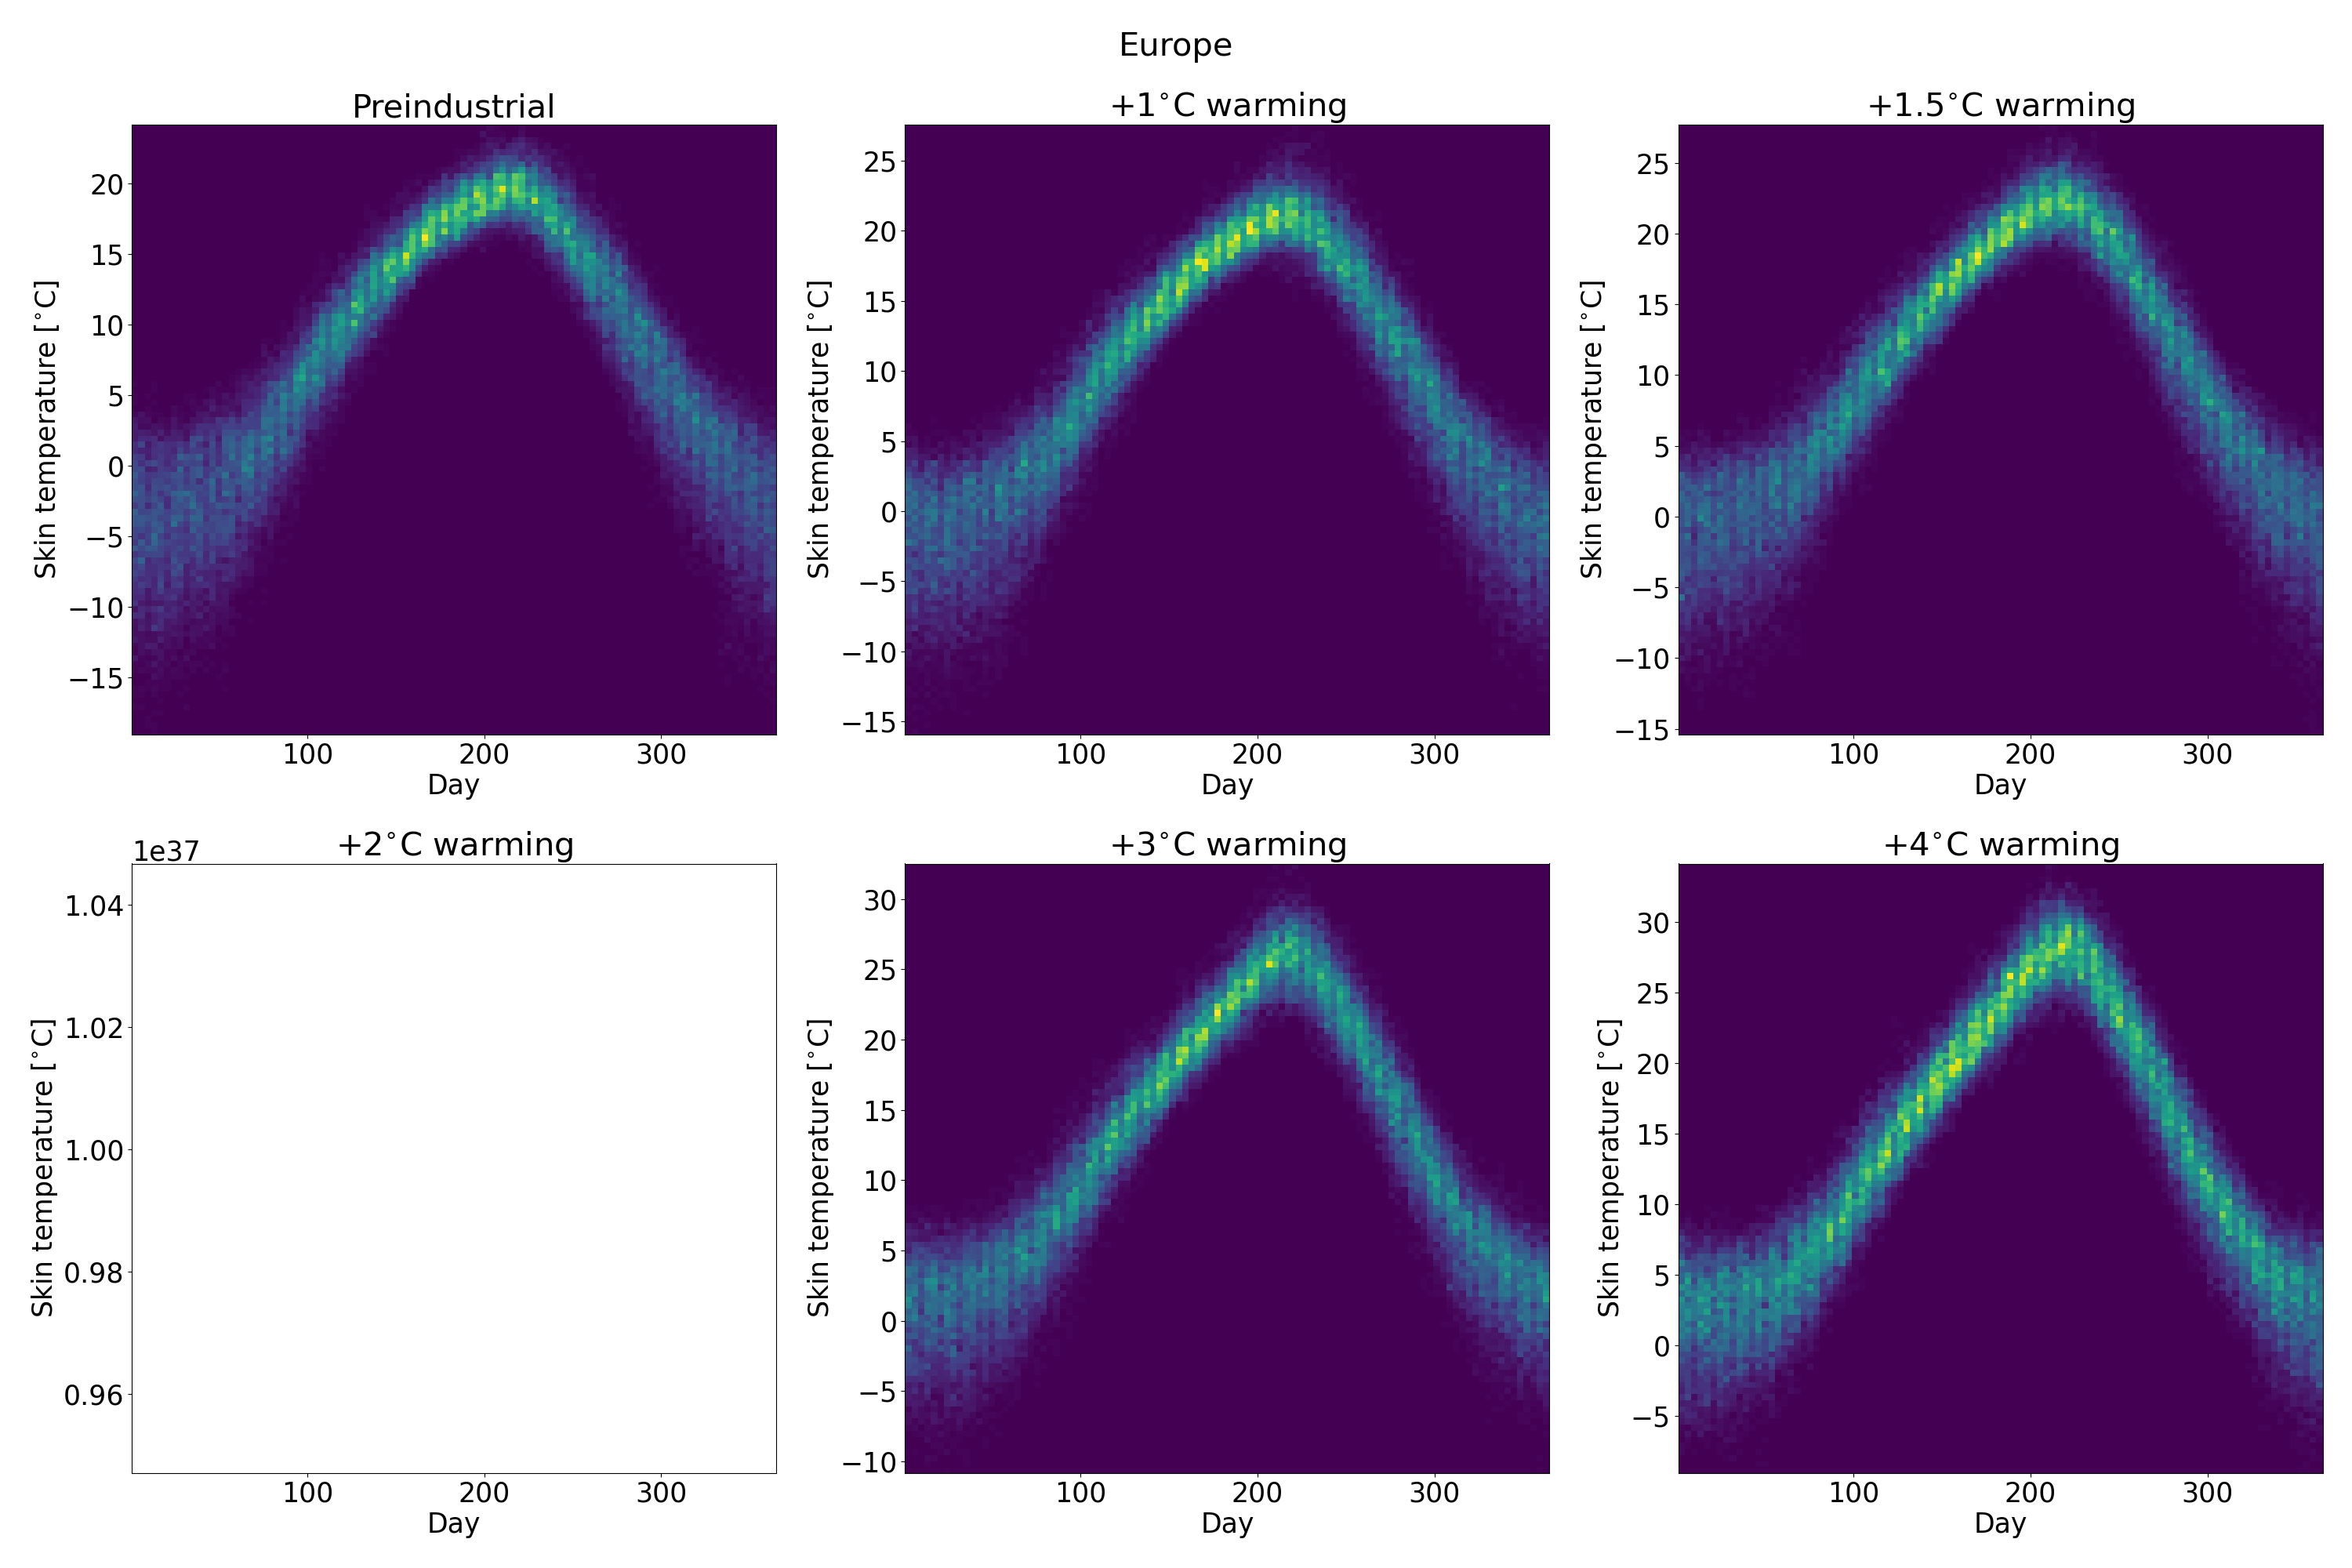 Europe
Preindustrial
+1°C warming
+1.5°C warming
Skin temperature [°C]
20
15
10
5
0
−5
−10
−15
100 200 300
Day
Skin temperature [°C]
25
20
15
10
5
0
−5
−10
−15
100 200 300
Day
Skin temperature [°C]
25
20
15
10
5
0
−5
−10
−15
100 200 300
Day
+2°C warming
+3°C warming
+4°C warming
1e37
Skin temperature [°C]
1.04
1.02
1.00
0.98
0.96
100 200 300
Day
Skin temperature [°C]
30
25
20
15
10
5
0
−5
−10
100 200 300
Day
Skin temperature [°C]
30
25
20
15
10
5
0
−5
100 200 300
Day